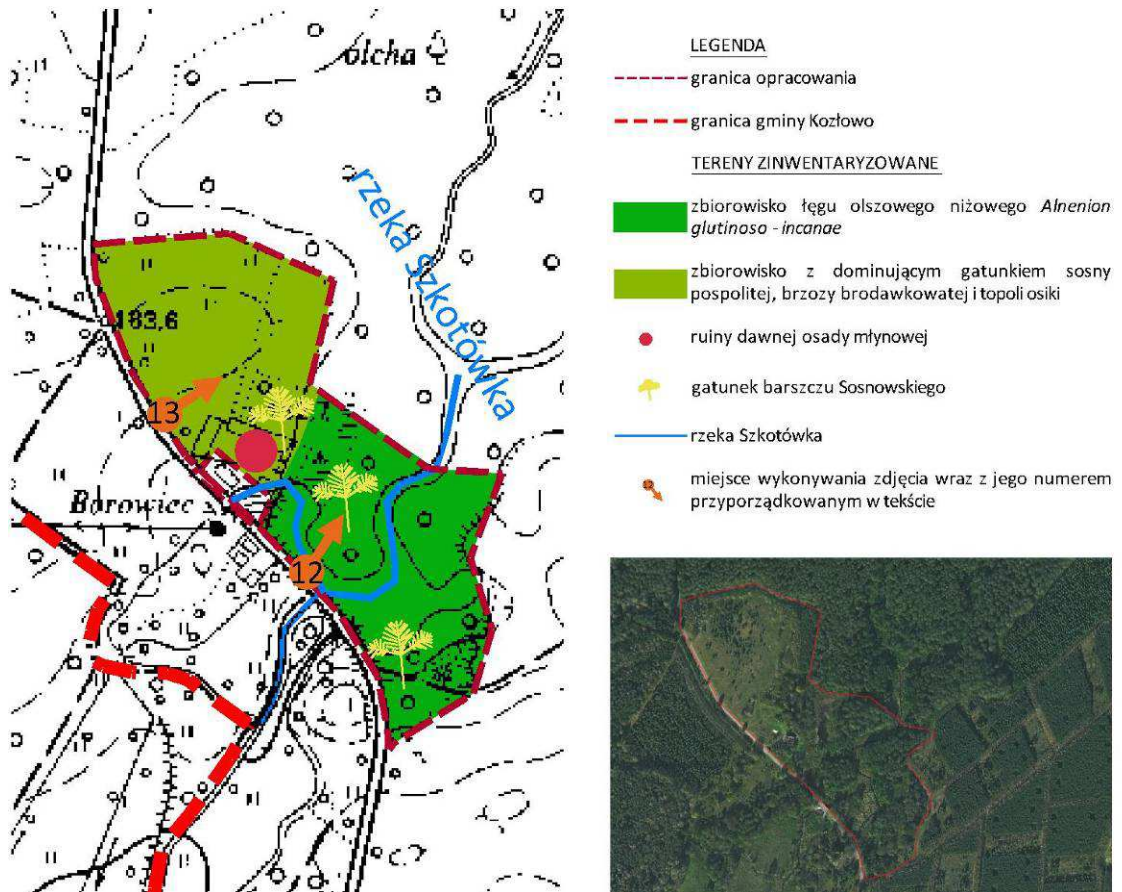 olcha
rzeka Szkotówka
183,6
13
Borowiec
12
LEGENDA
granica opracowania
granica gminy Kozłowo
TERENY ZINWENTARYZOWANE
zbiorowisko łęgu olszowego niżowego Alnenion
glutinoso - incanae
zbiorowisko z dominującym gatunkiem sosny
pospolitej, brzozy brodawkowatej i topoli osiki
ruiny dawnej osady młynowej
gatunek barszczu Sosnowskiego
rzeka Szkotówka
miejsce wykonywania zdjęcia wraz z jego numerem
przyporządkowanym w tekście